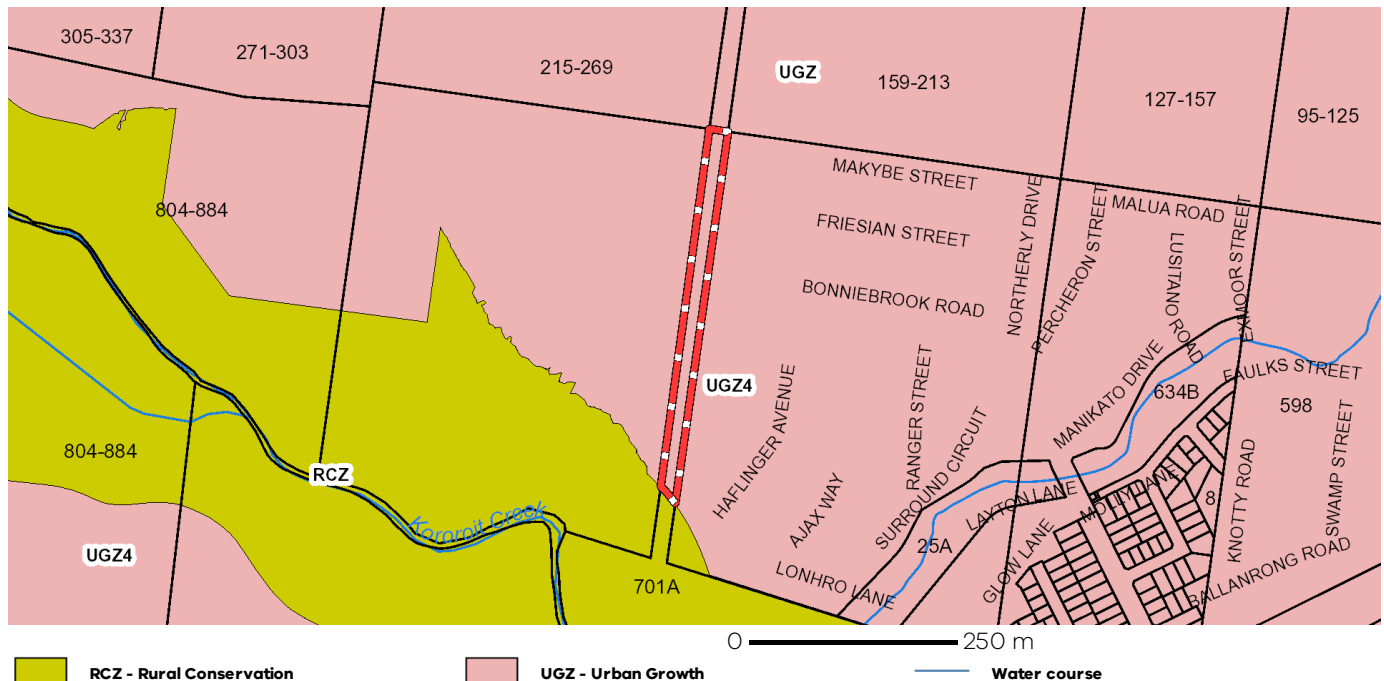 305-337
271-303
215-269
UGZ
159-213
127-157
95-125
MAKYBE STREET
MALUA ROAD
804-884
FRIESIAN STREET
NORTHERLY DRIVE
PERCHERON STREET
LUSITANO ROAD
EXMOOR STREET
BONNIEBROOK ROAD
UGZ4
HAFLINGER AVENUE
RANGER STREET
MANIKATO DRIVE
FAULKS STREET
634B
598
804-884
RCZ
SURROUND CIRCUIT
AJAX WAY
LAYTON LANE
MOLLY LANE
8
KNOTTY ROAD
SWAMP STREET
Kororoit Creek
UGZ4
25A
GLOW LANE
701A
LONHRO LANE
BALLANRONG ROAD
0 250 m
RCZ - Rural Conservation
UGZ - Urban Growth
Water course